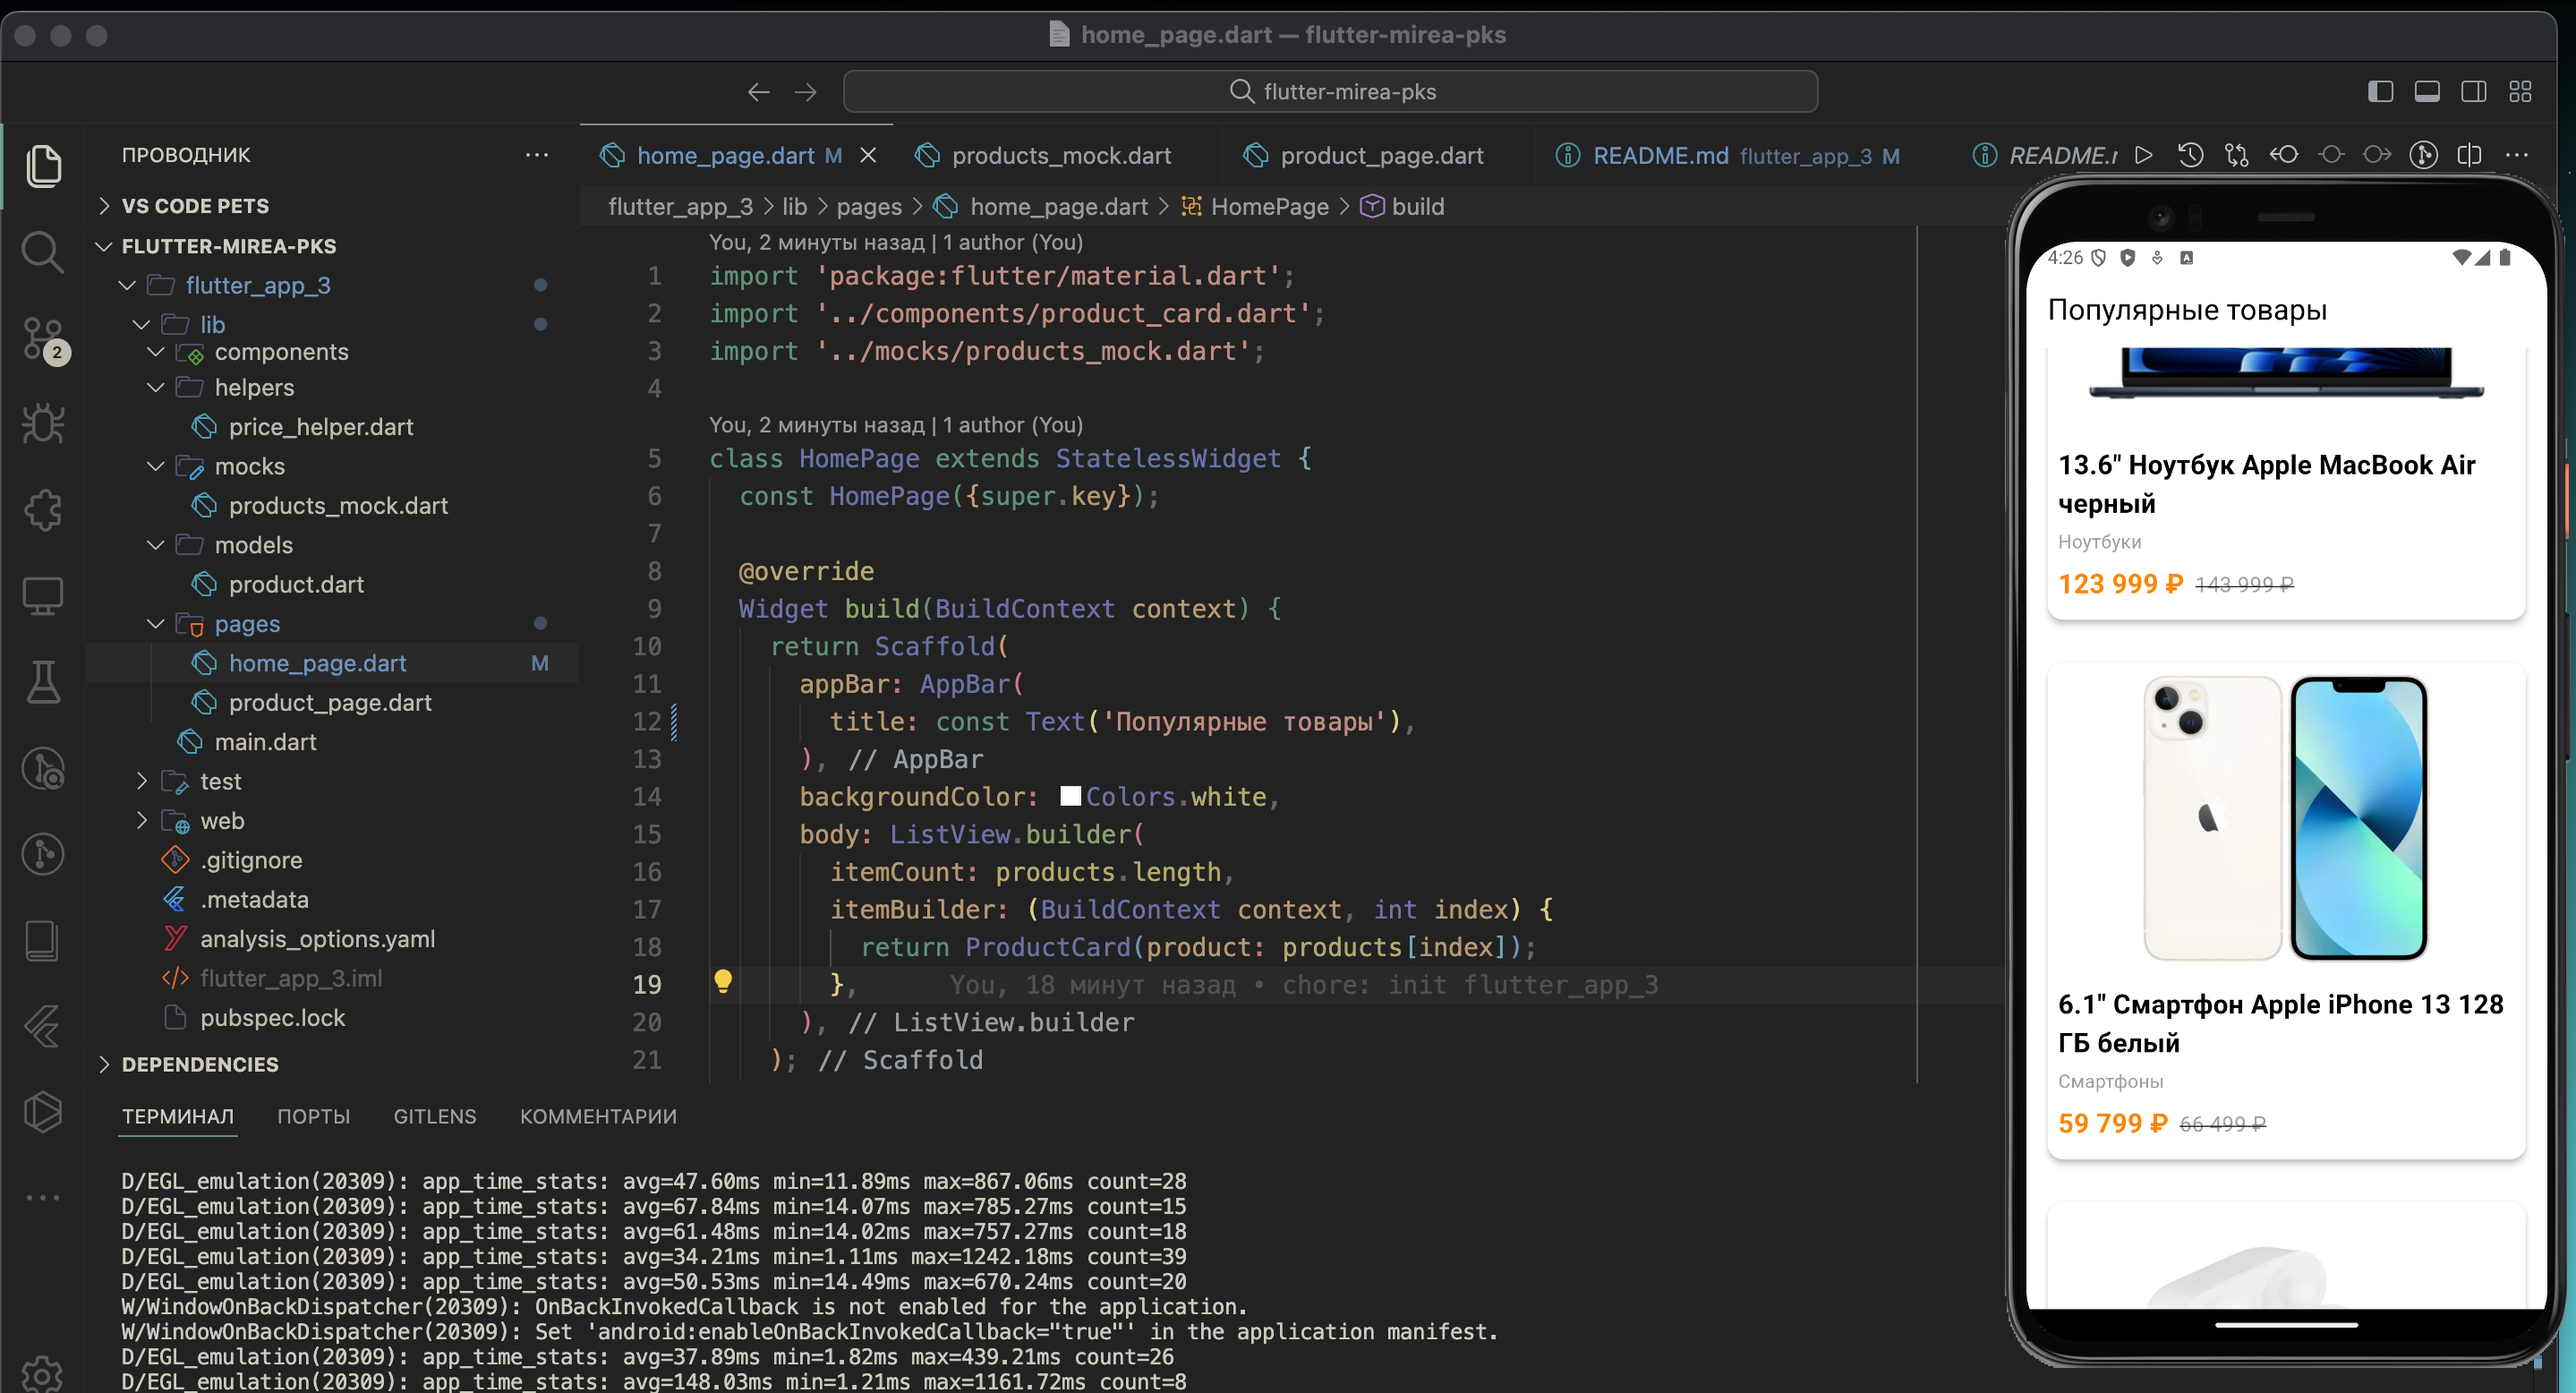 home_page.dart — flutter-mirea-pks
flutter-mirea-pks
ПРОВОДНИК
VS CODE PETS
FLUTTER-MIREA-PKS
flutter_app_3
lib
components
helpers
price_helper.dart
mocks
products_mock.dart
models
product.dart
pages
home_page.dart M
product_page.dart
main.dart
test
web
.gitignore
.metadata
analysis_options.yaml
flutter_app_3.iml
pubspec.lock
DEPENDENCIES
2
home_page.dart M
products_mock.dart
product_page.dart
README.md flutter_app_3 M
flutter_app_3 > lib > pages > home_page.dart > HomePage > build
You, 2 минуты назад | 1 author (You)
1 import 'package:flutter/material.dart';
2 import '../components/product_card.dart';
3 import '../mocks/products_mock.dart';
4
You, 2 минуты назад | 1 author (You)
5 class HomePage extends StatelessWidget {
6 const HomePage({super.key});
7
8 @override
9 Widget build(BuildContext context) {
10 return Scaffold(
11 appBar: AppBar(
12 title: const Text('Популярные товары'),
13 ), // AppBar
14 backgroundColor: Colors.white,
15 body: ListView.builder(
16 itemCount: products.length,
17 itemBuilder: (BuildContext context, int index) {
18 return ProductCard(product: products[index]);
19 }, You, 18 минут назад • chore: init flutter_app_3
20 ), // ListView.builder
21 ); // Scaffold
ТЕРМИНАЛ ПОРТЫ GITLENS КОММЕНТАРИИ
D/EGL_emulation(20309): app_time_stats: avg=47.60ms min=11.89ms max=867.06ms count=28
D/EGL_emulation(20309): app_time_stats: avg=67.84ms min=14.07ms max=785.27ms count=15
D/EGL_emulation(20309): app_time_stats: avg=61.48ms min=14.02ms max=757.27ms count=18
D/EGL_emulation(20309): app_time_stats: avg=34.21ms min=1.11ms max=1242.18ms count=39
D/EGL_emulation(20309): app_time_stats: avg=50.53ms min=14.49ms max=670.24ms count=20
W/WindowOnBackDispatcher(20309): OnBackInvokedCallback is not enabled for the application.
W/WindowOnBackDispatcher(20309): Set 'android:enableOnBackInvokedCallback="true"' in the application manifest.
D/EGL_emulation(20309): app_time_stats: avg=37.89ms min=1.82ms max=439.21ms count=26
D/EGL_emulation(20309): app_time_stats: avg=148.03ms min=1.21ms max=1161.72ms count=8
4:26
Популярные товары
13.6" Ноутбук Apple MacBook Air
черный
Ноутбуки
123 999 ₽ 143 999 ₽
6.1" Смартфон Apple iPhone 13 128
ГБ белый
Смартфоны
59 799 ₽ 66 499 ₽